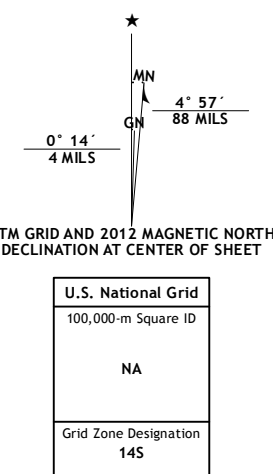 ★
MN
4° 57´
88 MILS
GN
0° 14´
4 MILS
TM GRID AND 2012 MAGNETIC NORTH
DECLINATION AT CENTER OF SHEET
U.S. National Grid
100,000-m Square ID
NA
Grid Zone Designation
14S